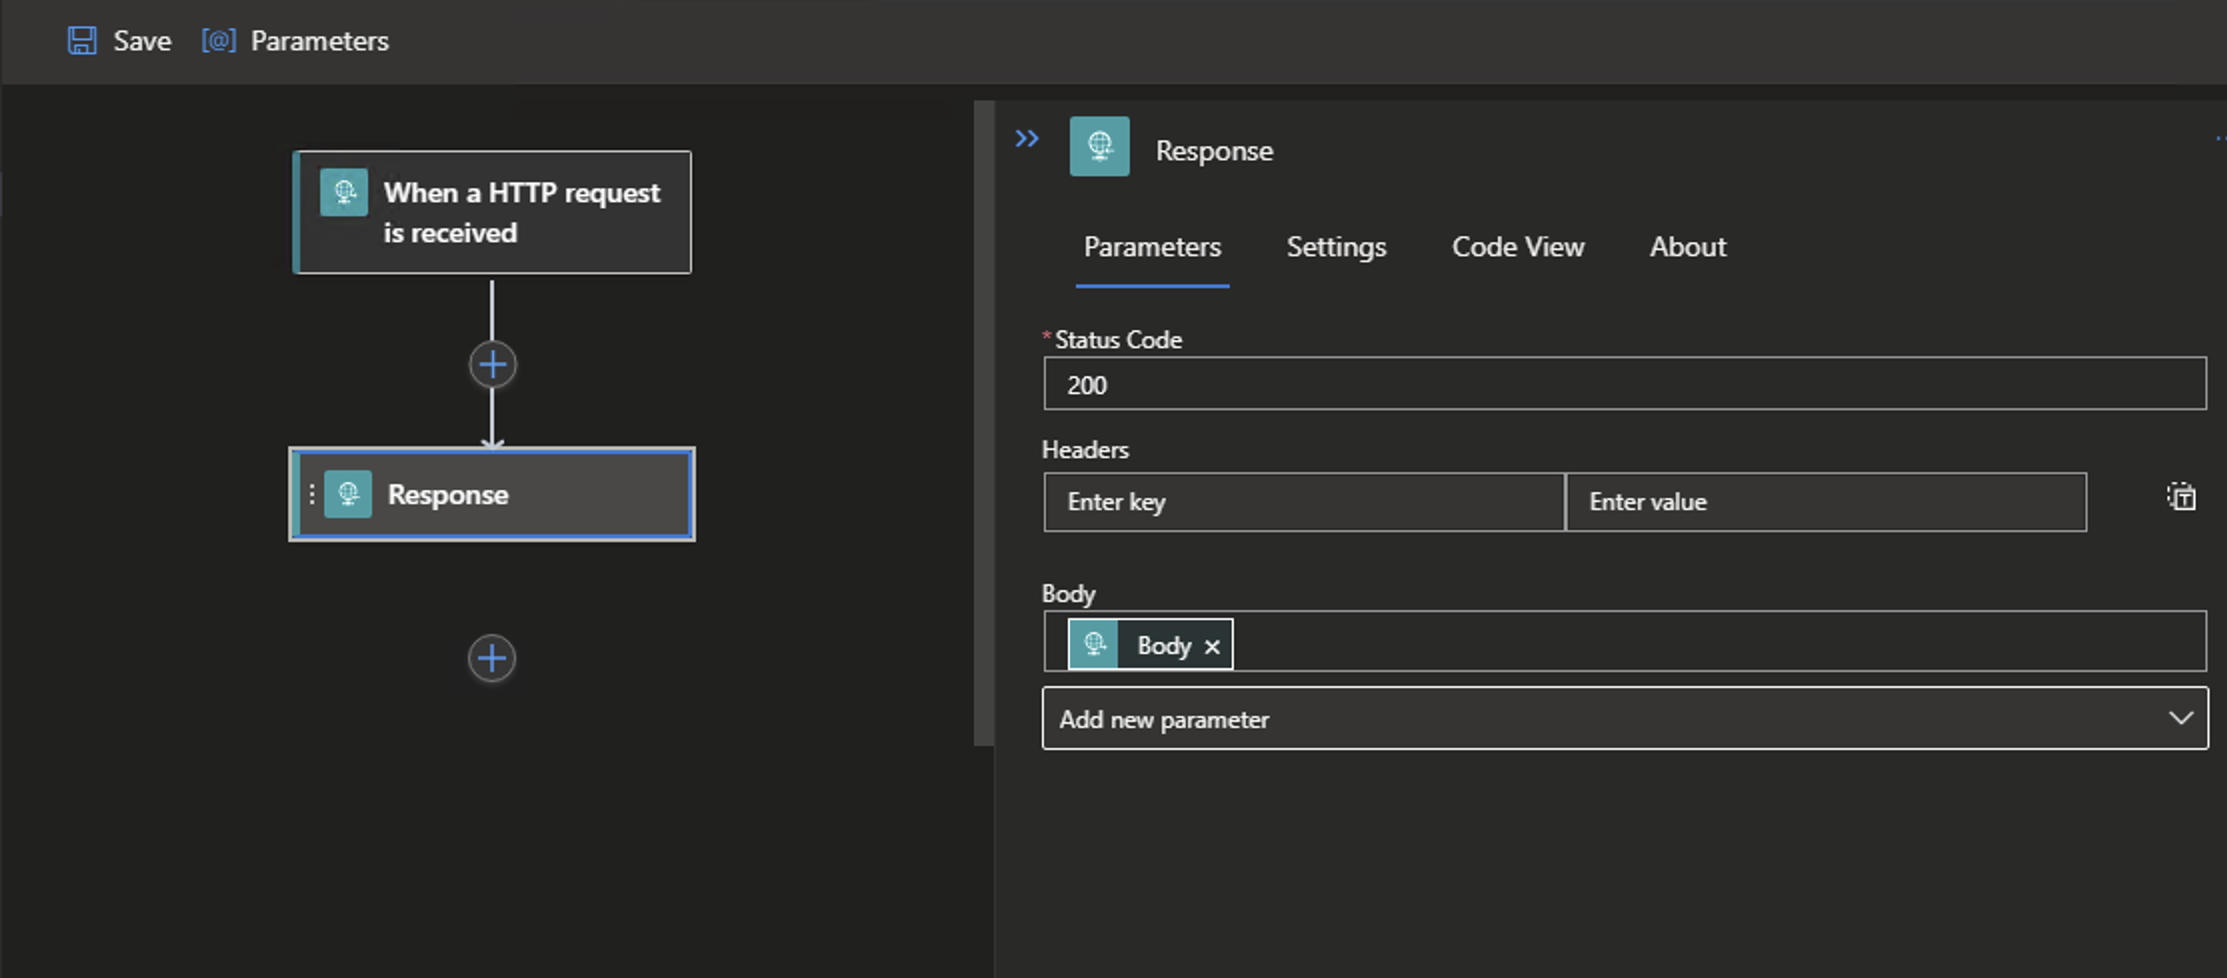 Save [@] Parameters
When a HTTP request
is received
Response
Response
Parameters Settings Code View About
*Status Code
200
Headers
Enter key Enter value
Body
Body ×
Add new parameter